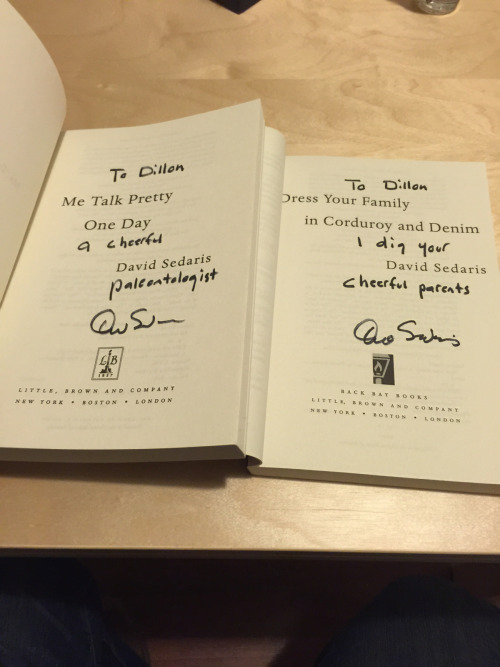 To Dillon
Me Talk Pretty
One Day
a cheerful
David Sedaris
paleontologist
LB
1837
LITTLE, BROWN AND COMPANY
NEW YORK • BOSTON • LONDON
To Dillon
Dress Your Family
in Corduroy and Denim
I dig your
David Sedaris
cheerful parents
BACK BAY BOOKS
LITTLE, BROWN AND COMPANY
NEW YORK • BOSTON • LONDON